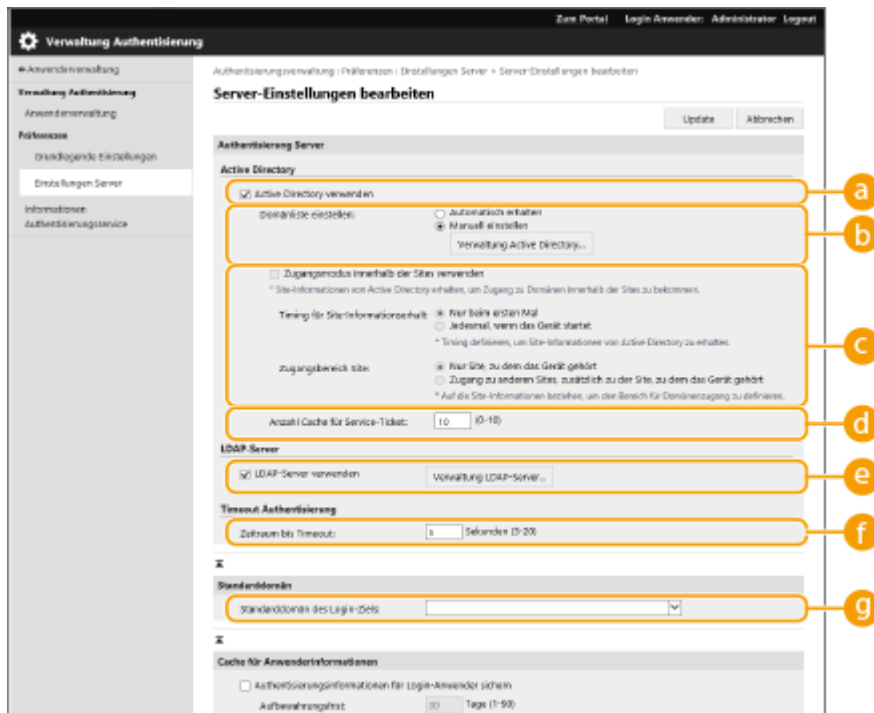 Zum Portal Login Anwender: Administrator Logout
Verwaltung Authentisierung
Anwenderverwaltung
Verwaltung Authentisierung
Anwenderverwaltung
Präferenzen
Grundlegende Einstellungen
Einstellungen Server
Informationen
Authentisierungsservice
Authentisierungsverwaltung : Präferenzen : Einstellungen Server > Server-Einstellungen bearbeiten
Server-Einstellungen bearbeiten
Update Abbrechen
Authentisierung Server
Active Directory
Active Directory verwenden
a
Domänliste einstellen:
Automatisch erhalten
Manuell einstellen
Verwaltung Active Directory...
b
Zugangsmodus innerhalb der Sites verwenden
* Site-Informationen von Active Directory erhalten, um Zugang zu Domänen innerhalb der Sites zu bekommen.
Timing für Site-Informationserhalt: Nur beim ersten Mal
Jedesmal, wenn das Gerät startet
* Timing definieren, um Site-Informationen von Active Directory zu erhalten.
c
Zugangsbereich Site: Nur Site, zu dem das Gerät gehört
Zugang zu anderen Sites, zusätzlich zu der Site, zu dem das Gerät gehört
* Auf die Site-Informationen beziehen, um den Bereich für Domänenzugang zu definieren.
Anzahl Cache für Service-Ticket: 10 (0-10)
d
LDAP-Server
LDAP-Server verwenden Verwaltung LDAP-Server...
e
Timeout Authentisierung
Zeitraum bis Timeout: 5 Sekunden (5-20)
f
Standarddomän
Standarddomän des Login-Ziels:
g
Cache für Anwenderinformationen
Authentisierungsinformationen für Login-Anwender sichern
Aufbewahrungsfrist: 30 Tage (1-90)